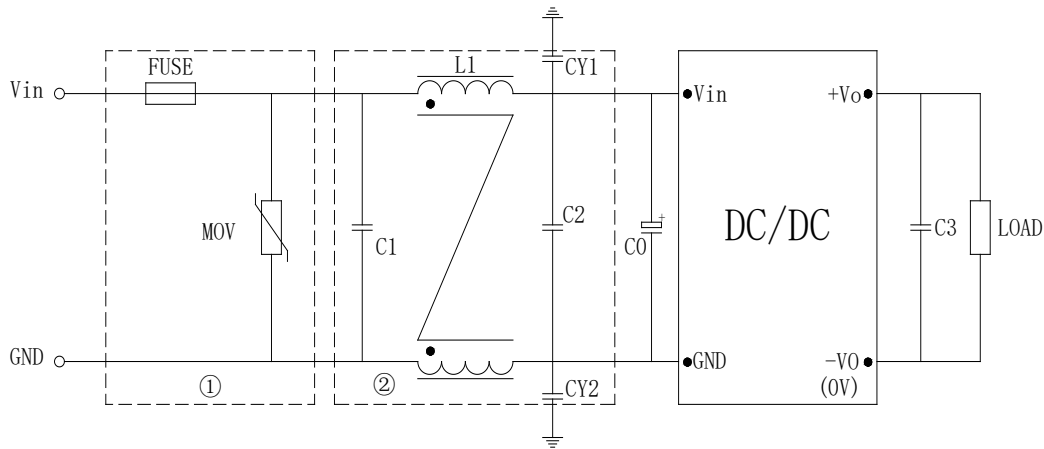 FUSE
L1
CY1
Vin
Vin
+Vo
MOV
C1
C2
+
C0
DC/DC
C3
LOAD
GND
GND
-VO
(0V)
①
②
CY2